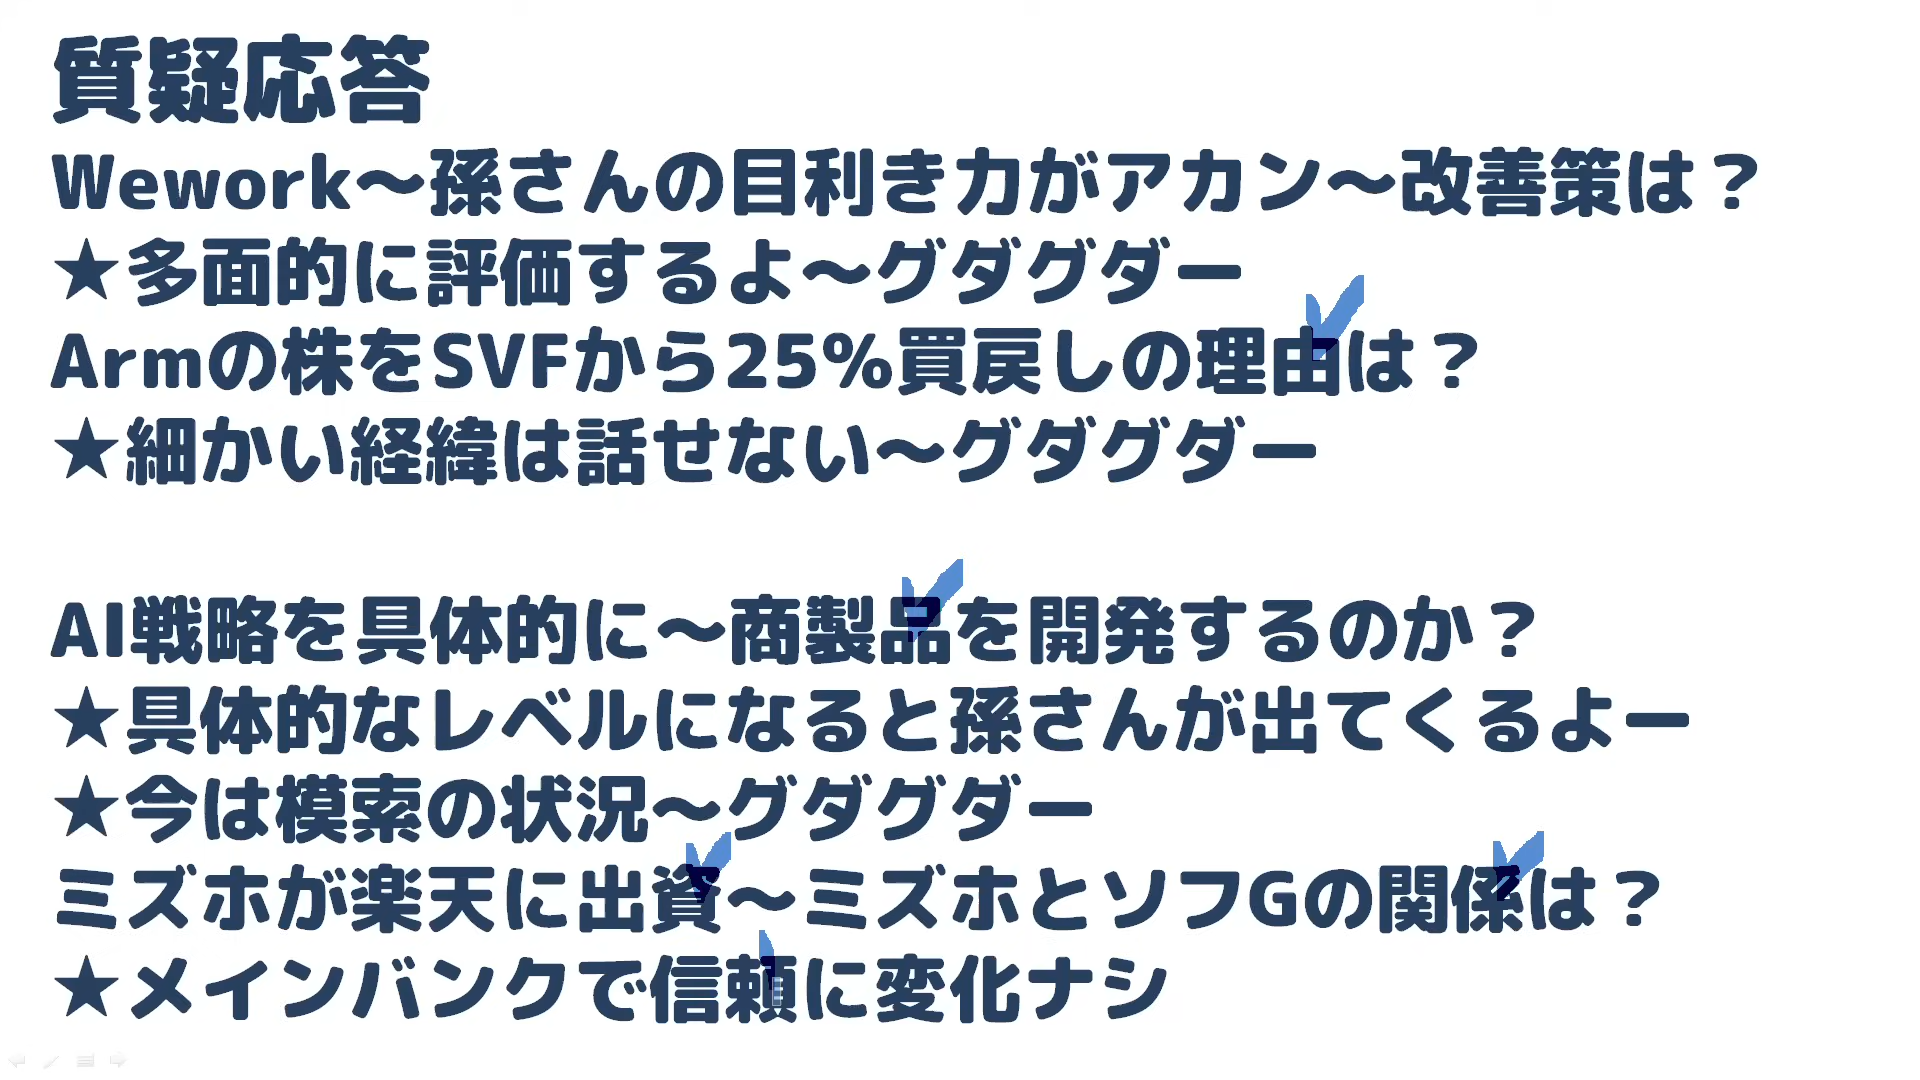 質疑応答
Wework～孫さんの目利き力がアカン～改善策は？
★多面的に評価するよ～グダグダー
Armの株をSVFから25%買戻しの理由は？
★細かい経緯は話せない～グダグダー
AI戦略を具体的に～商製品を開発するのか？
★具体的なレベルになると孫さんが出てくるよー
★今は模索の状況～グダグダー
ミズホが楽天に出資～ミズホとソフGの関係は？
★メインバンクで信頼に変化ナシ